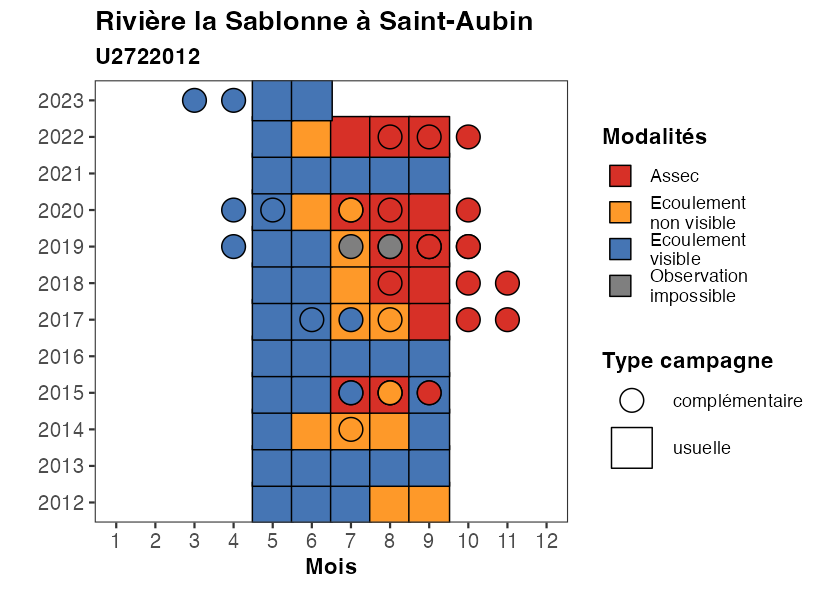 Rivière la Sablonne à Saint-Aubin
U2722012
2023
2022
2021
2020
2019
2018
2017
2016
2015
2014
2013
2012
1 2 3 4 5 6 7 8 9 10 11 12
Mois
Modalités
Assec
Ecoulement
non visible
Ecoulement
visible
Observation
impossible
Type campagne
complémentaire
usuelle